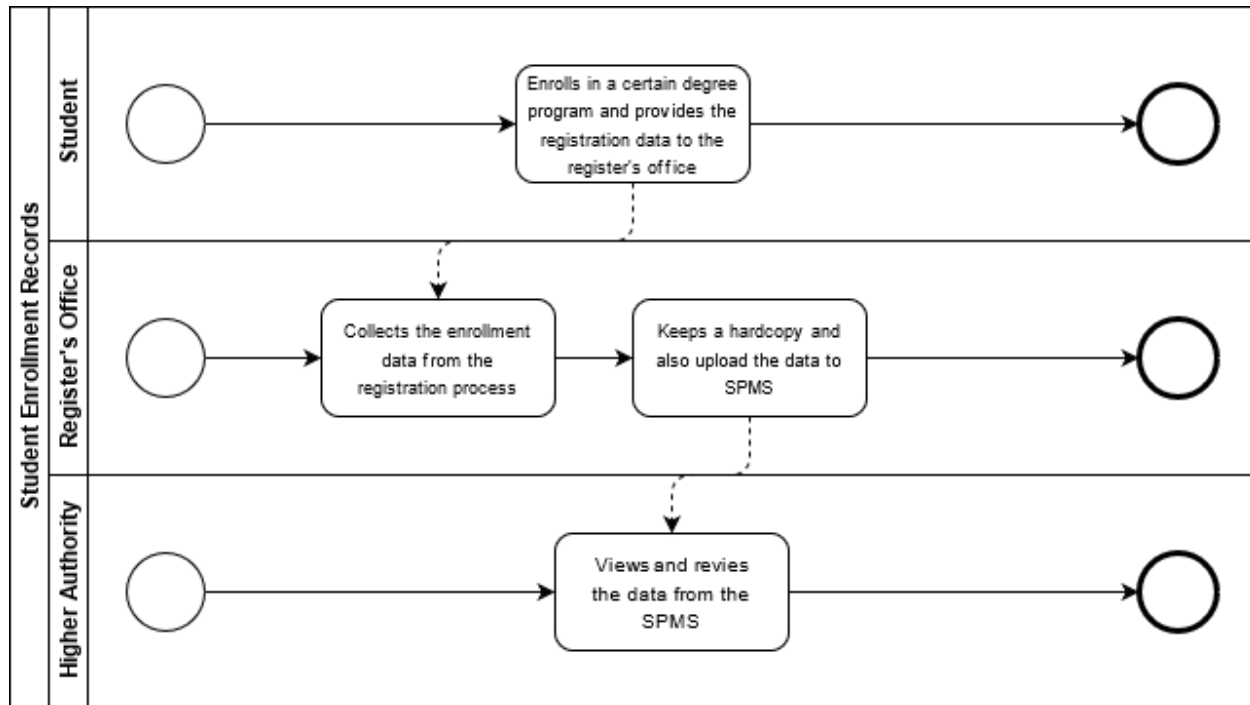 Student Enrollment Records
Student
Enrolls in a certain degree
program and provides the
registration data to the
register's office
Register's Office
Collects the enrollment
data from the
registration process
Keeps a hardcopy and
also upload the data to
SPMS
Higher Authority
Views and revies
the data from the
SPMS